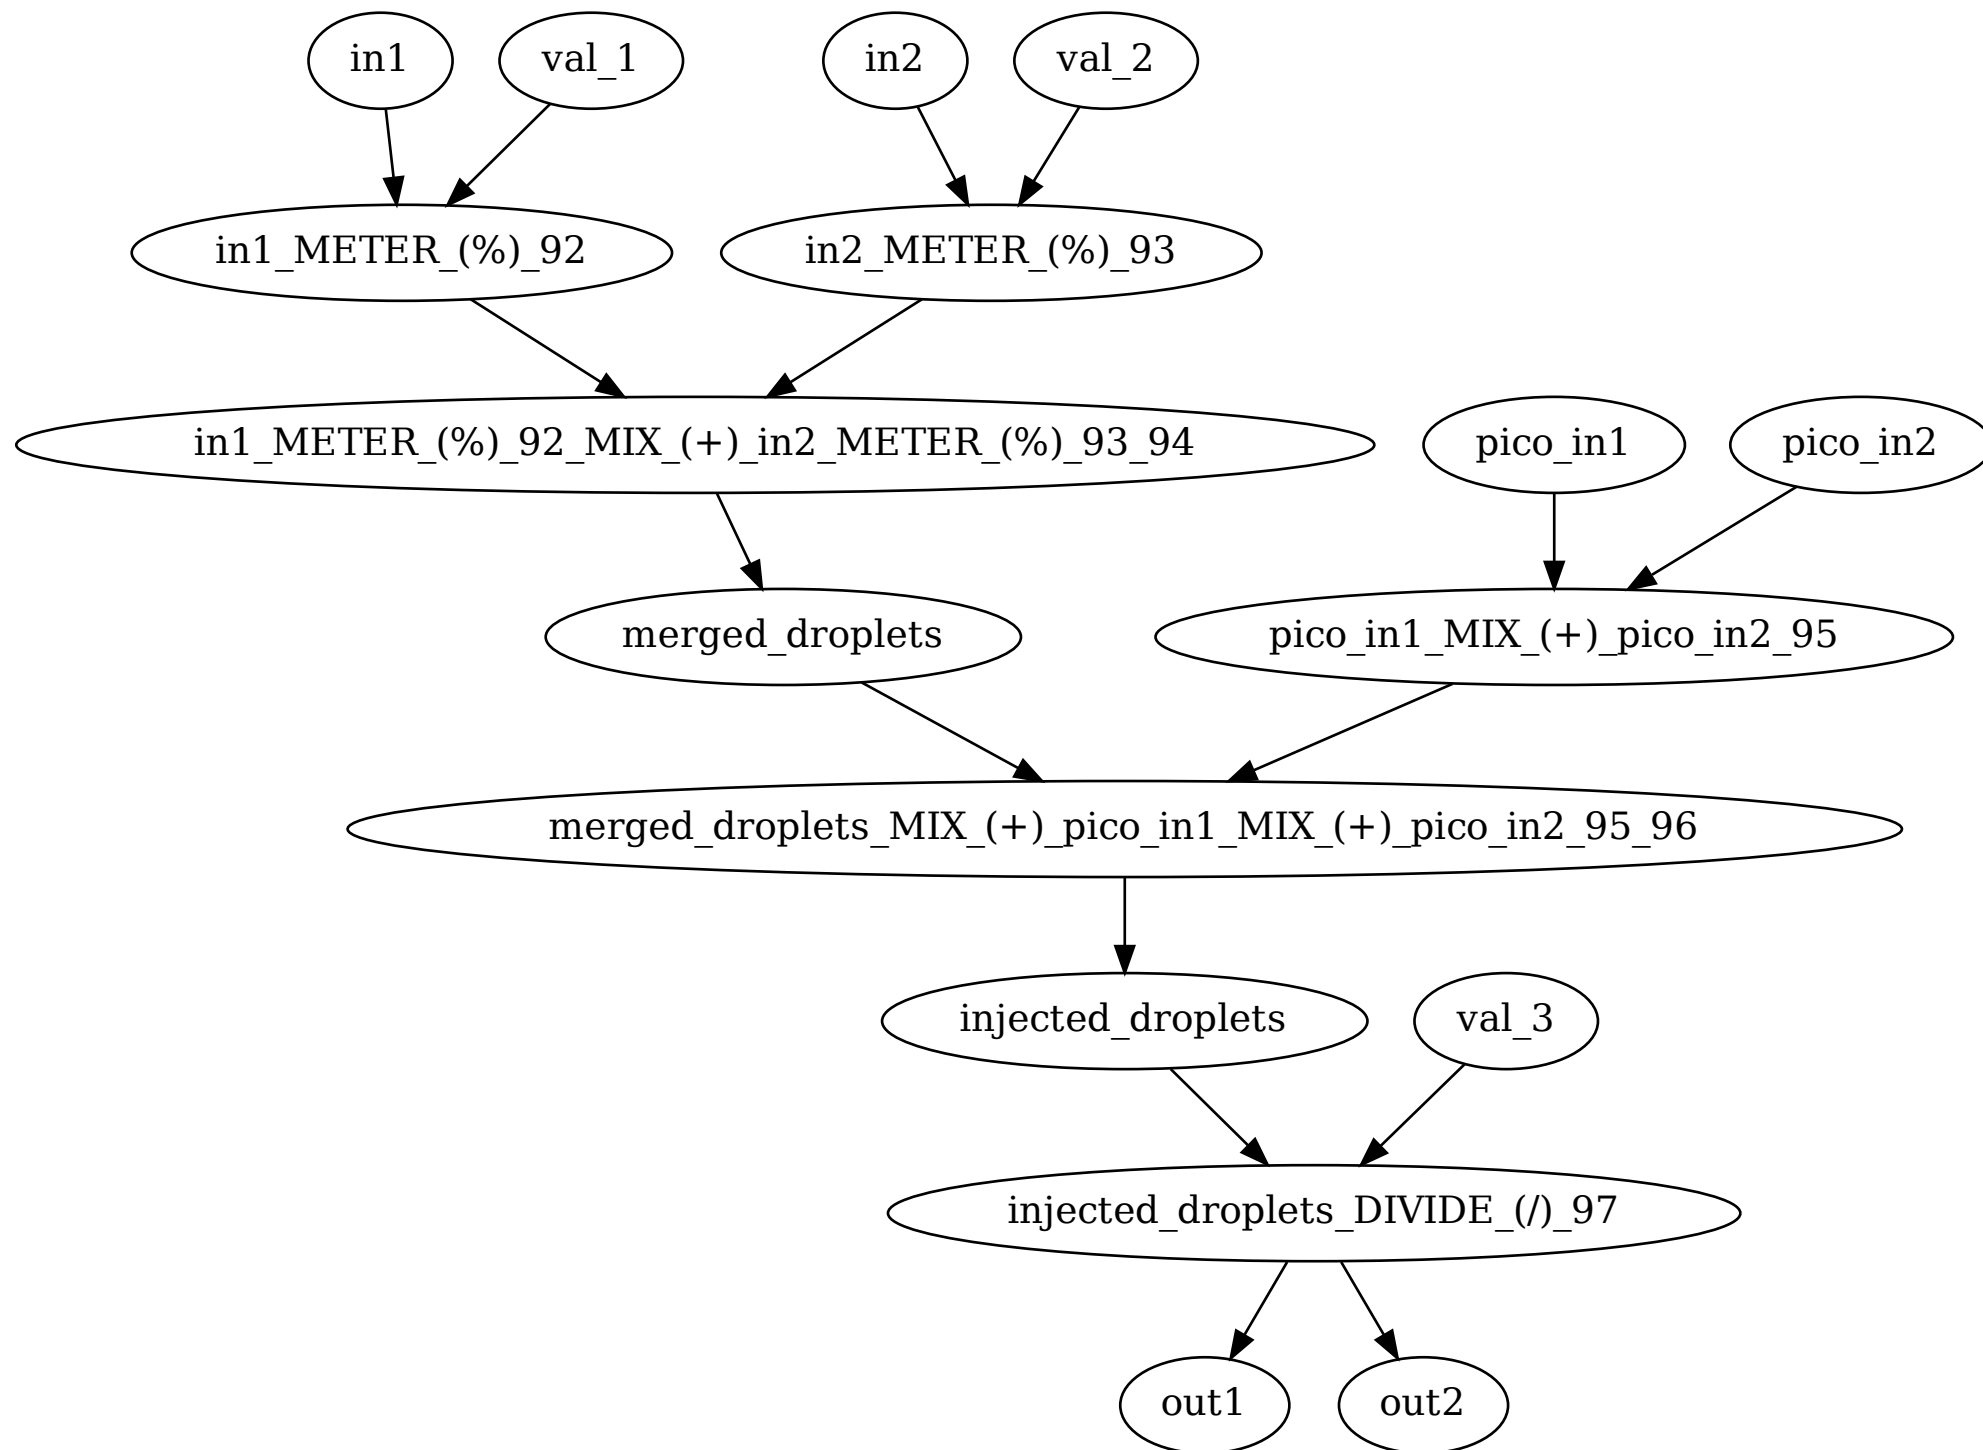 in1
val_1
in2
val_2
in1_METER_(%)_92
in2_METER_(%)_93
in1_METER_(%)_92_MIX_(+)_in2_METER_(%)_93_94
pico_in1
pico_in2
merged_droplets
pico_in1_MIX_(+)_pico_in2_95
merged_droplets_MIX_(+)_pico_in1_MIX_(+)_pico_in2_95_96
injected_droplets
val_3
injected_droplets_DIVIDE_(/)_97
out1
out2